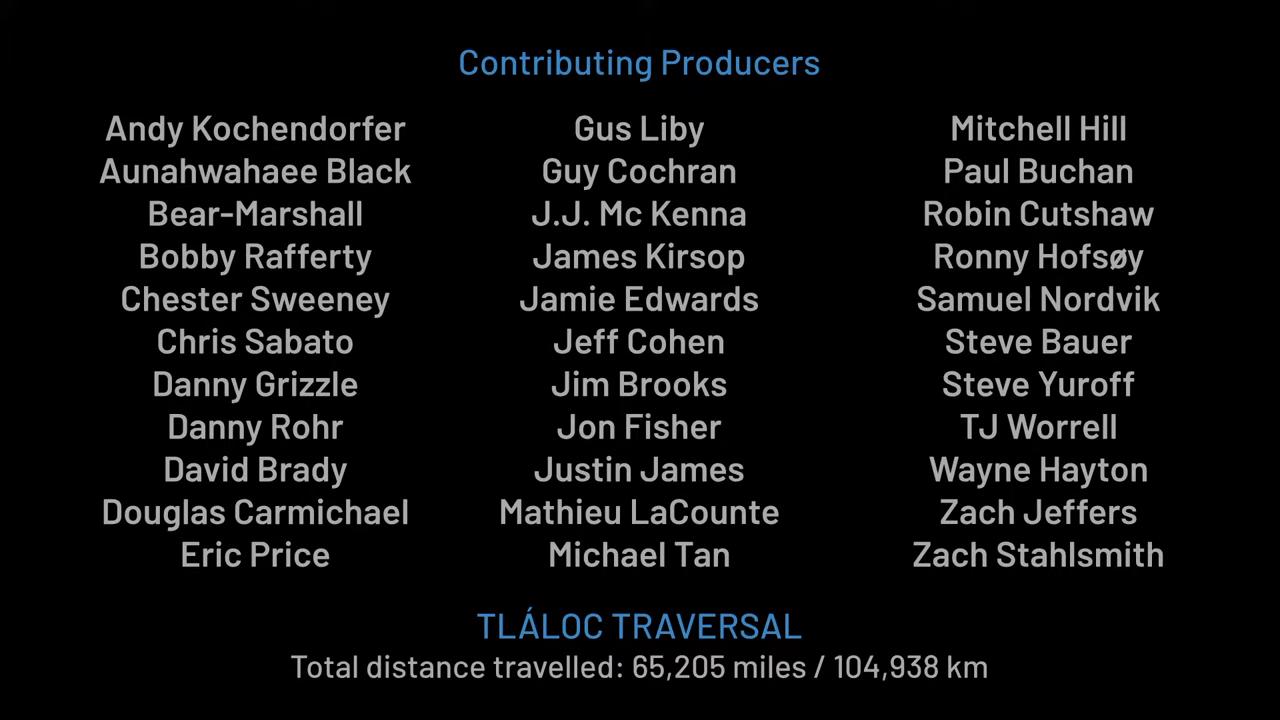 Contributing Producers
Andy Kochendorfer
Aunahwahaee Black
Bear-Marshall
Bobby Rafferty
Chester Sweeney
Chris Sabato
Danny Grizzle
Danny Rohr
David Brady
Douglas Carmichael
Eric Price
Gus Liby
Guy Cochran
J.J. Mc Kenna
James Kirsop
Jamie Edwards
Jeff Cohen
Jim Brooks
Jon Fisher
Justin James
Mathieu LaCounte
Michael Tan
Mitchell Hill
Paul Buchan
Robin Cutshaw
Ronny Hofsøy
Samuel Nordvik
Steve Bauer
Steve Yuroff
TJ Worrell
Wayne Hayton
Zach Jeffers
Zach Stahlsmith
TLÁLOC TRAVERSAL
Total distance travelled: 65,205 miles / 104,938 km